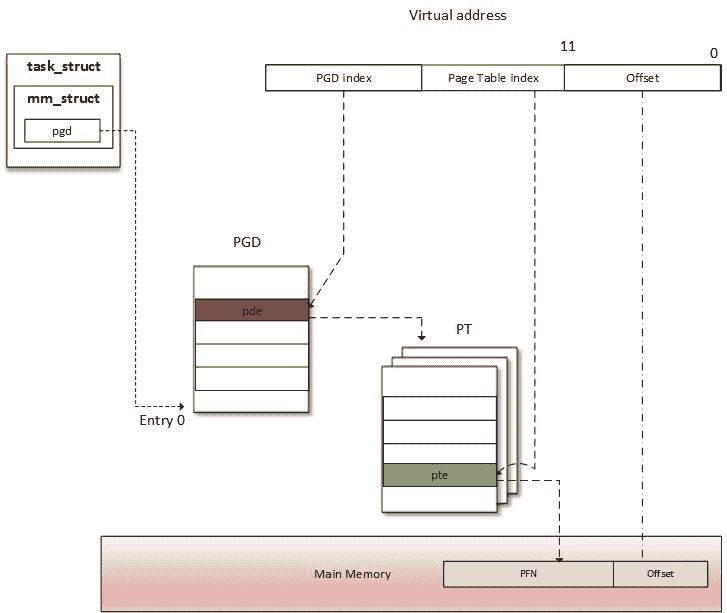 Virtual address
11
0
task_struct
mm_struct
pgd
PGD index
Page Table index
Offset
PGD
pde
PT
Entry 0
pte
Main Memory
PFN
Offset